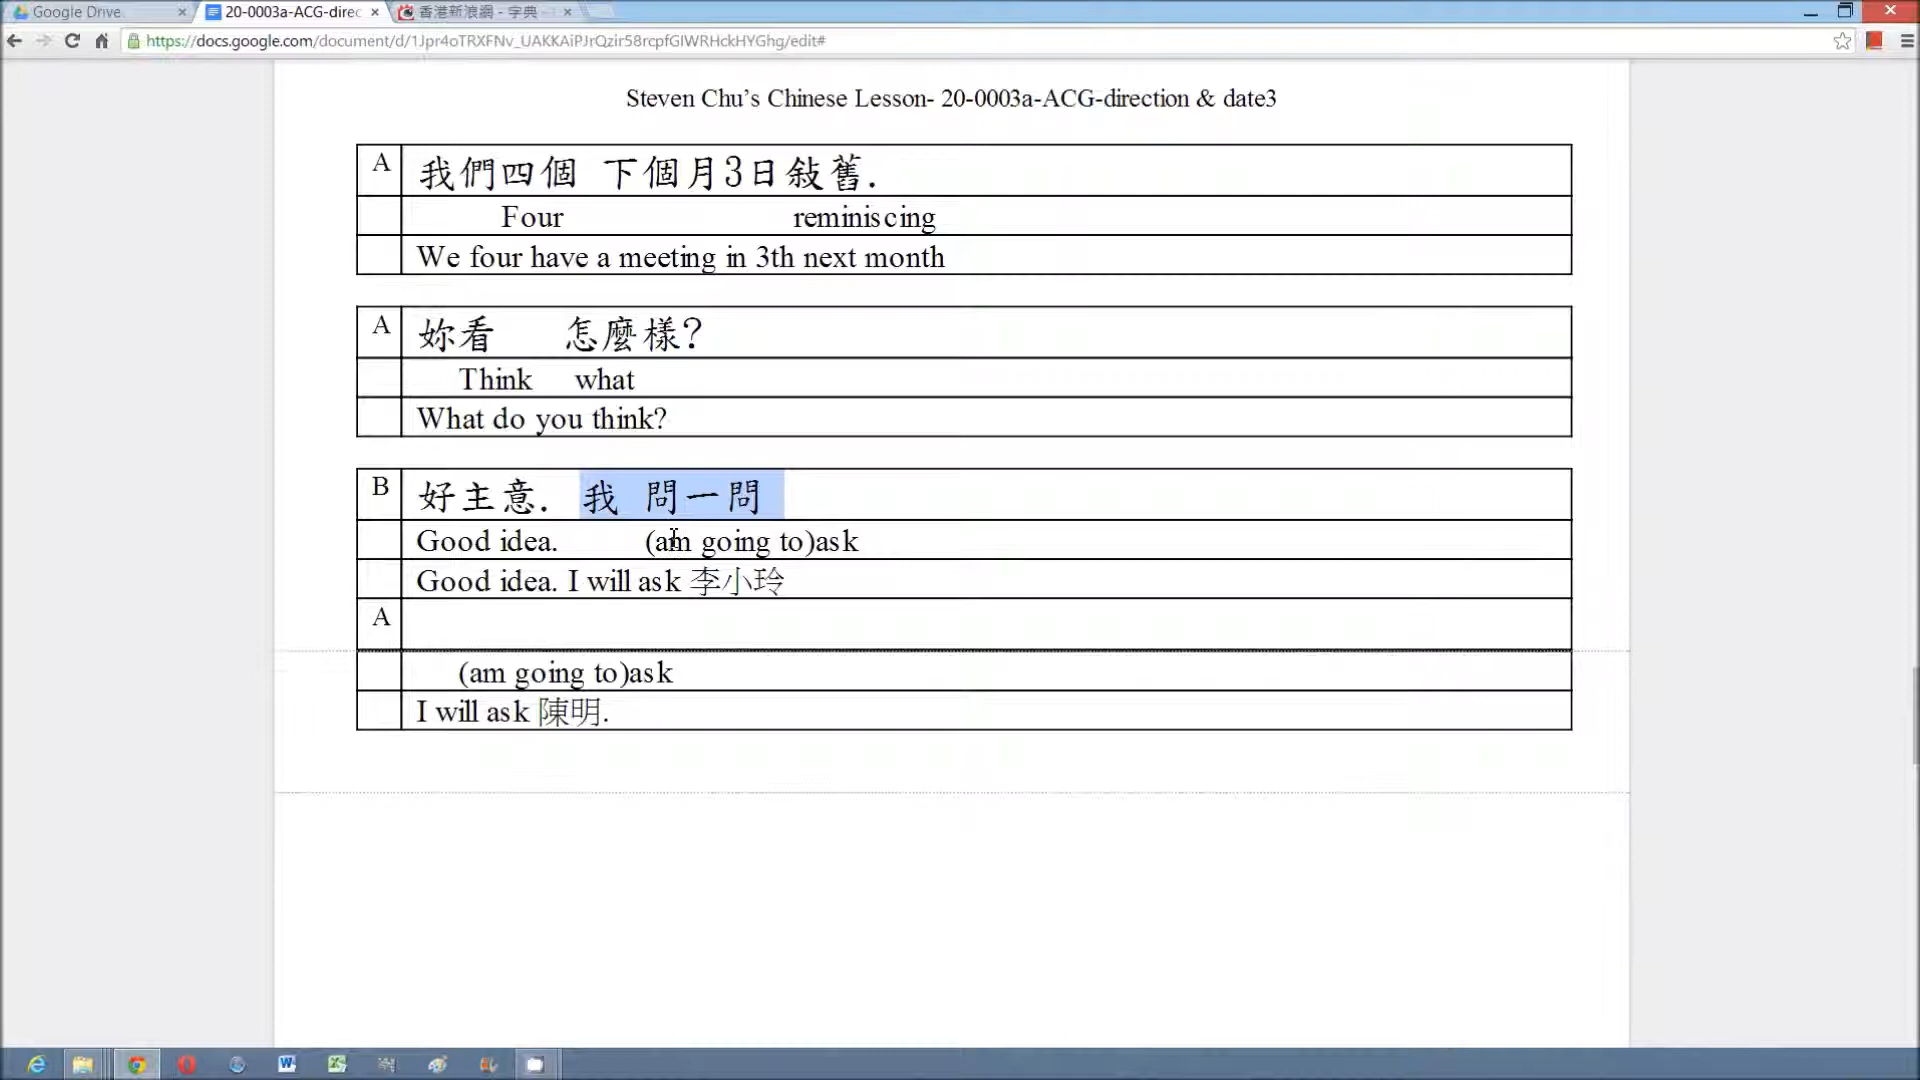 Google Drive
20-0003a-ACG-direc
香港新浪網 - 字典 -
https://docs.google.com/document/d/1Jpr4oTRXFNv_UAKKAiPJrQzir58rcpfGIWRHckHYGhg/edit#
Steven Chu's Chinese Lesson- 20-0003a-ACG-direction & date3
A 我們四個 下個月3日敍舊.
Four reminiscing
We four have a meeting in 3th next month
A 妳看 怎麼樣?
Think what
What do you think?
B 好主意. 我 問一問
Good idea. (am going to)ask
Good idea. I will ask 李小玲
A
(am going to)ask
I will ask 陳明.